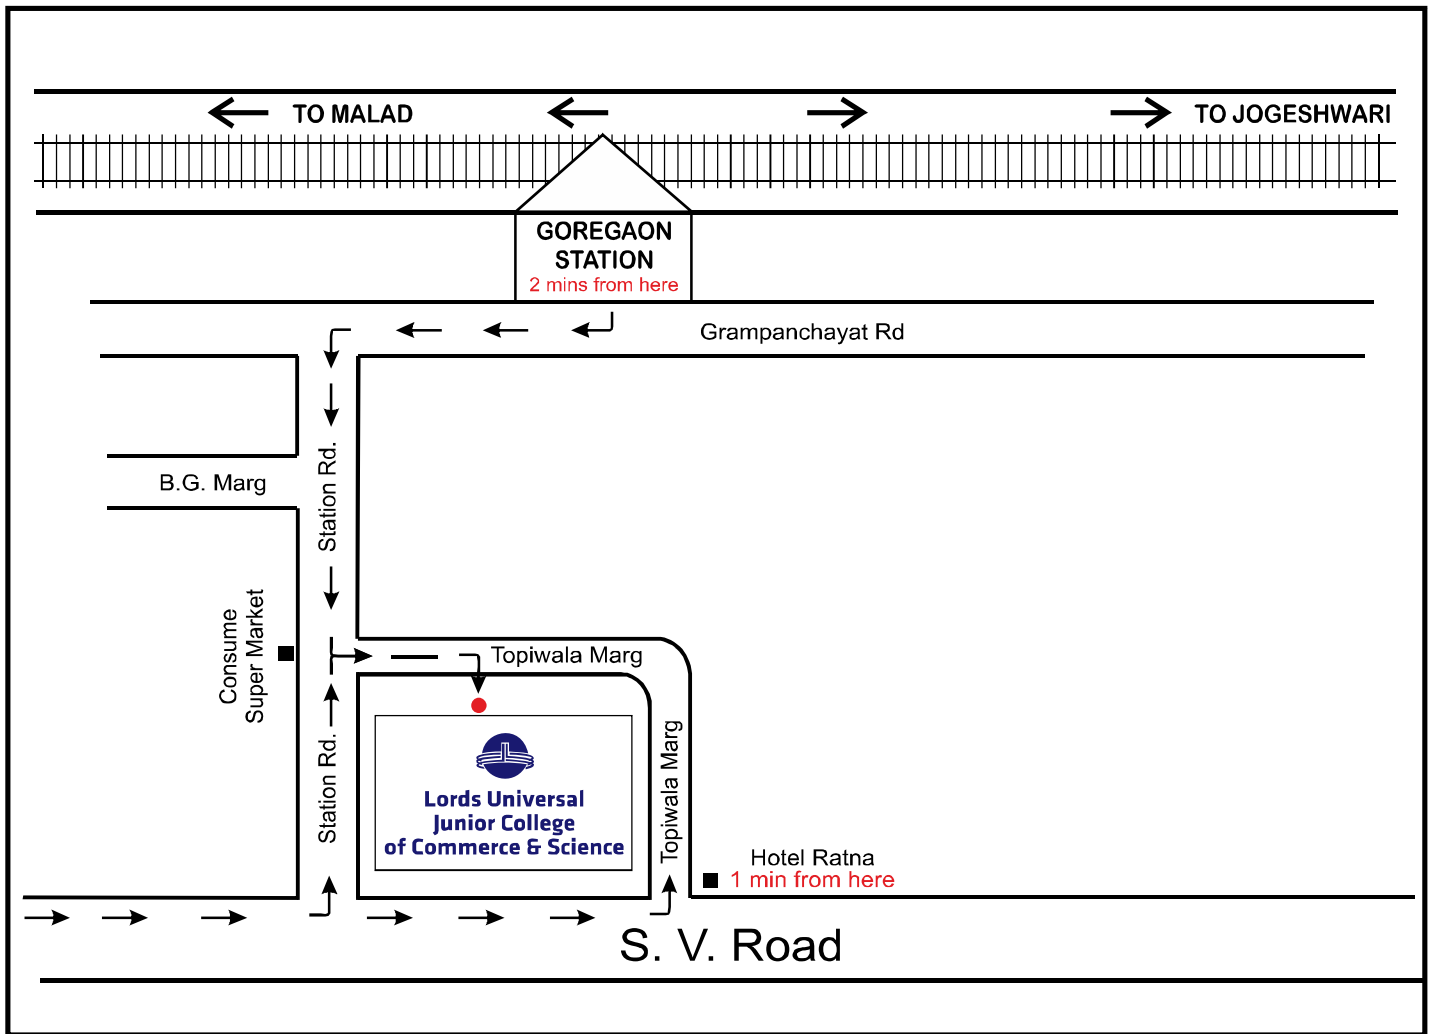 TO MALAD
TO JOGESHWARI
GOREGAON
STATION
2 mins from here
Grampanchayat Rd
Station Rd.
B.G. Marg
Consume
Super Market
Topiwala Marg
Station Rd.
Lords Universal
Junior College
of Commerce & Science
Topiwala Marg
Hotel Ratna
1 min from here
S. V. Road